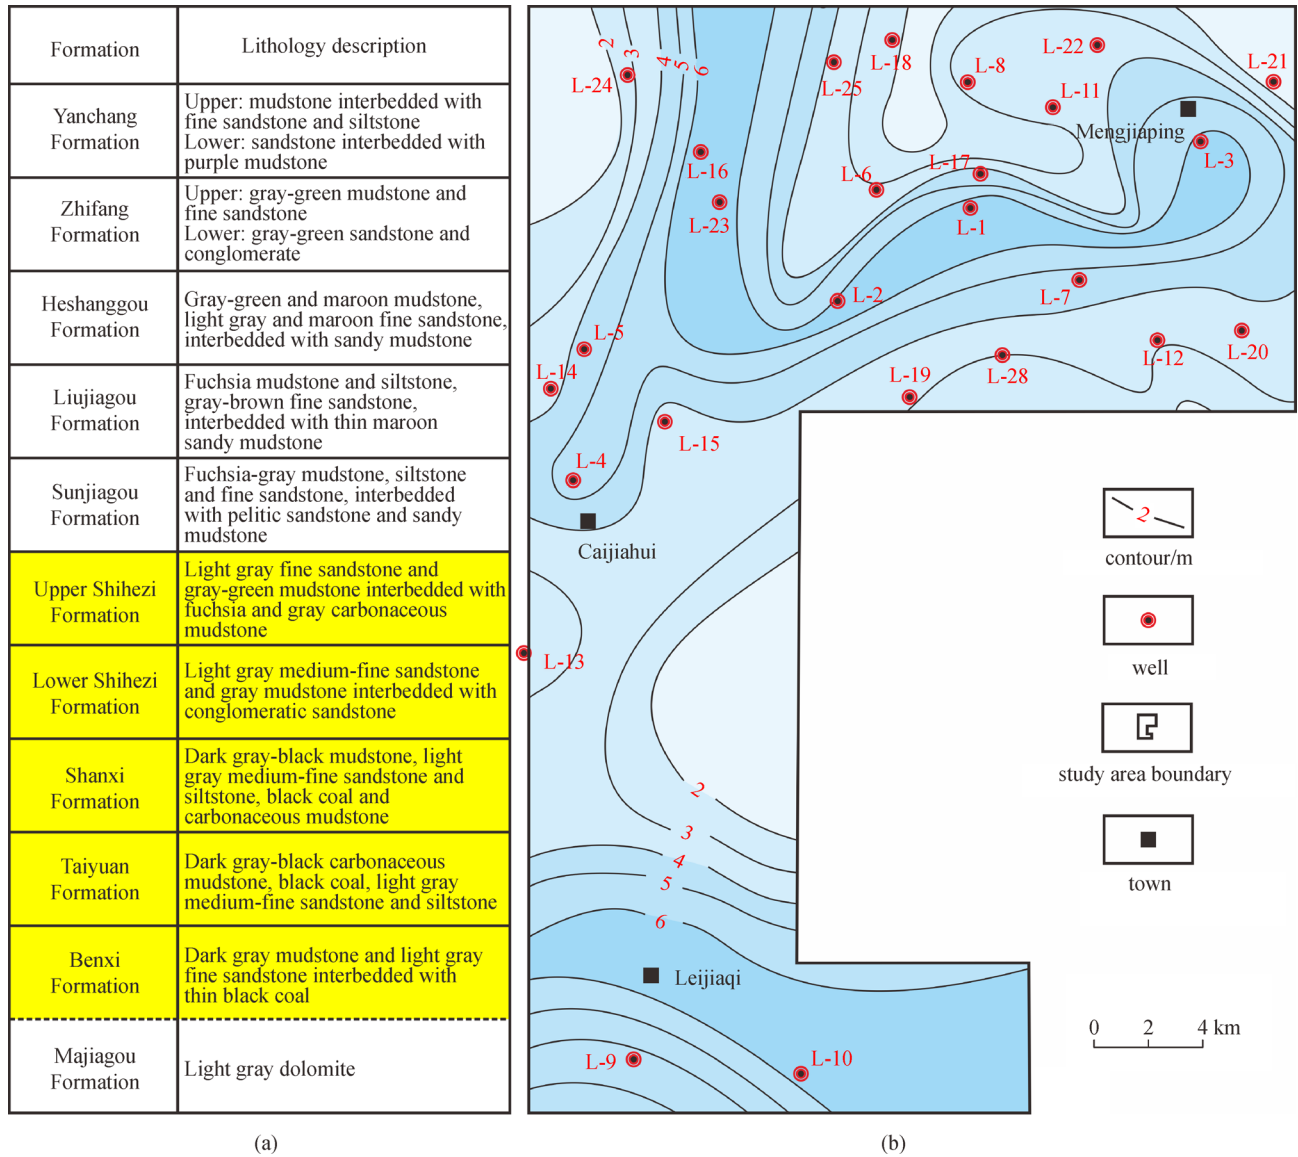 Formation
Lithology description
Yanchang
Formation
Upper: mudstone interbedded with
fine sandstone and siltstone
Lower: sandstone interbedded with
purple mudstone
Zhifang
Formation
Upper: gray-green mudstone and
fine sandstone
Lower: gray-green sandstone and
conglomerate
Heshanggou
Formation
Gray-green and maroon mudstone,
light gray and maroon fine sandstone,
interbedded with sandy mudstone
Liujiagou
Formation
Fuchsia mudstone and siltstone,
gray-brown fine sandstone,
interbedded with thin maroon
sandy mudstone
Sunjiagou
Formation
Fuchsia-gray mudstone, siltstone
and fine sandstone, interbedded
with pelitic sandstone and sandy
mudstone
Upper Shihezi
Formation
Light gray fine sandstone and
gray-green mudstone interbedded with
fuchsia and gray carbonaceous
mudstone
Lower Shihezi
Formation
Light gray medium-fine sandstone
and gray mudstone interbedded with
conglomeratic sandstone
Shanxi
Formation
Dark gray-black mudstone, light
gray medium-fine sandstone and
siltstone, black coal and
carbonaceous mudstone
Taiyuan
Formation
Dark gray-black carbonaceous
mudstone, black coal, light gray
medium-fine sandstone and siltstone
Benxi
Formation
Dark gray mudstone and light gray
fine sandstone interbedded with
thin black coal
Majiagou
Formation
Light gray dolomite
(a)
2
3
4
5
6
L-24
L-25
L-18
L-8
L-22
L-21
L-11
Mengjiaping
L-3
L-16
L-6
L-17
L-23
L-1
L-2
L-7
L-5
L-14
L-12
L-20
L-28
L-19
L-15
L-4
Caijiahui
L-13
2
3
4
5
6
Leijiaqi
L-9
L-10
2
contour/m
well
study area boundary
town
0 2 4 km
(b)